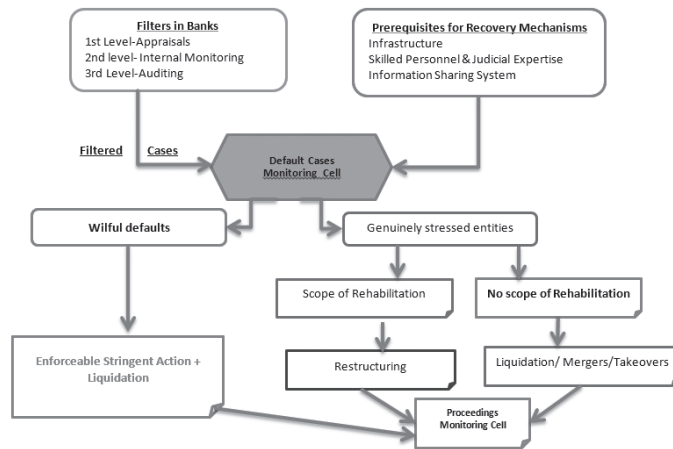 Filters in Banks
1st Level-Appraisals
2nd level- Internal Monitoring
3rd Level-Auditing
Prerequisites for Recovery Mechanisms
Infrastructure
Skilled Personnel & Judicial Expertise
Information Sharing System
Filtered Cases
Default Cases
Monitoring Cell
Wilful defaults
Genuinely stressed entities
Scope of Rehabilitation
No scope of Rehabilitation
Enforceable Stringent Action +
Liquidation
Restructuring
Liquidation/ Mergers/Takeovers
Proceedings
Monitoring Cell